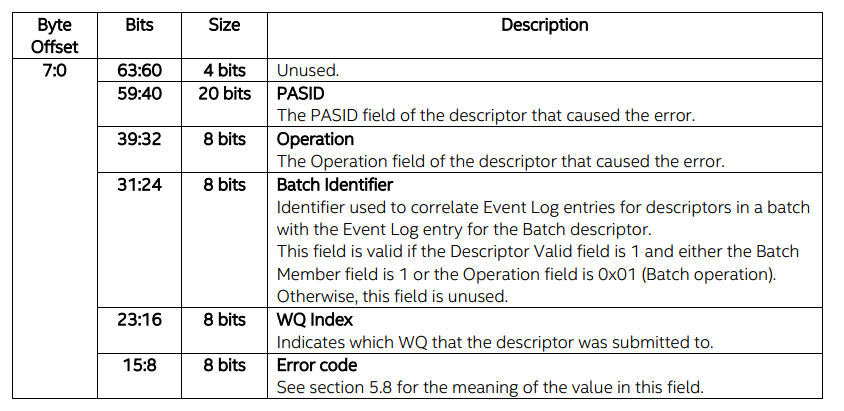 Byte Offset Bits Size Description
7:0 63:60 4 bits Unused.
59:40 20 bits PASID
The PASID field of the descriptor that caused the error.
39:32 8 bits Operation
The Operation field of the descriptor that caused the error.
31:24 8 bits Batch Identifier
Identifier used to correlate Event Log entries for descriptors in a batch
with the Event Log entry for the Batch descriptor.
This field is valid if the Descriptor Valid field is 1 and either the Batch
Member field is 1 or the Operation field is 0x01 (Batch operation).
Otherwise, this field is unused.
23:16 8 bits WQ Index
Indicates which WQ that the descriptor was submitted to.
15:8 8 bits Error code
See section 5.8 for the meaning of the value in this field.